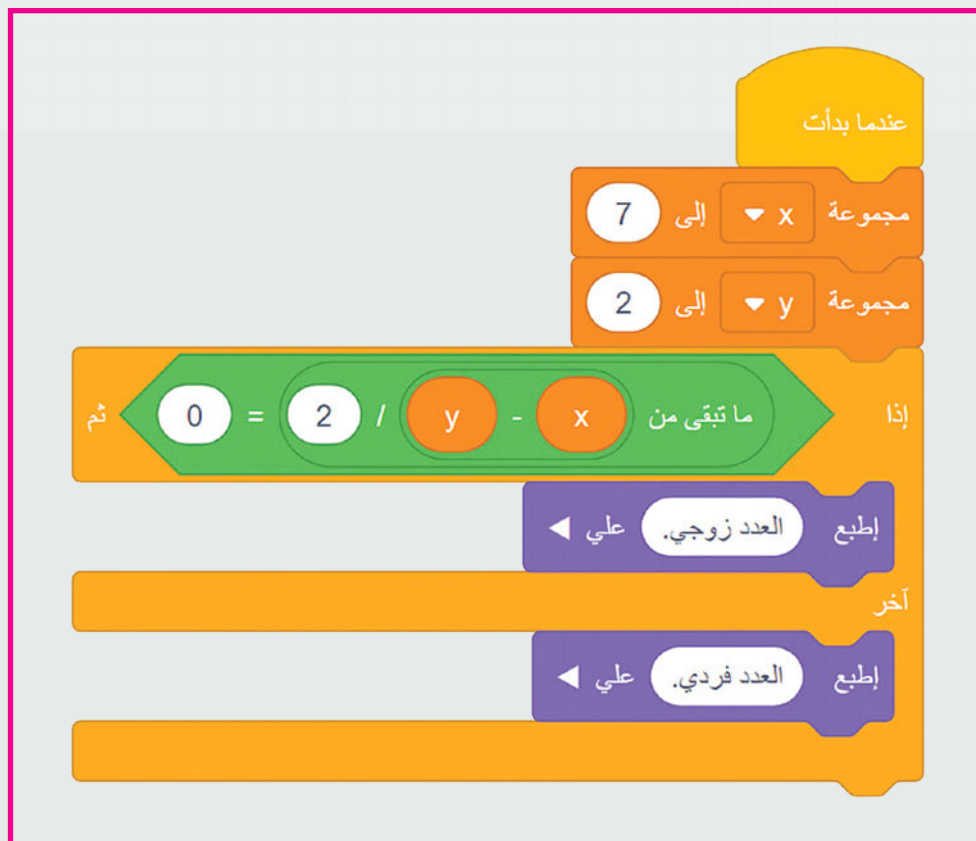 عندما بدأت
مجموعة x إلى 7
مجموعة y إلى 2
إذا ما تبقى من x - y / 2 = 0 ثم
إطبع العدد زوجي. علي
آخر
إطبع العدد فردي. علي